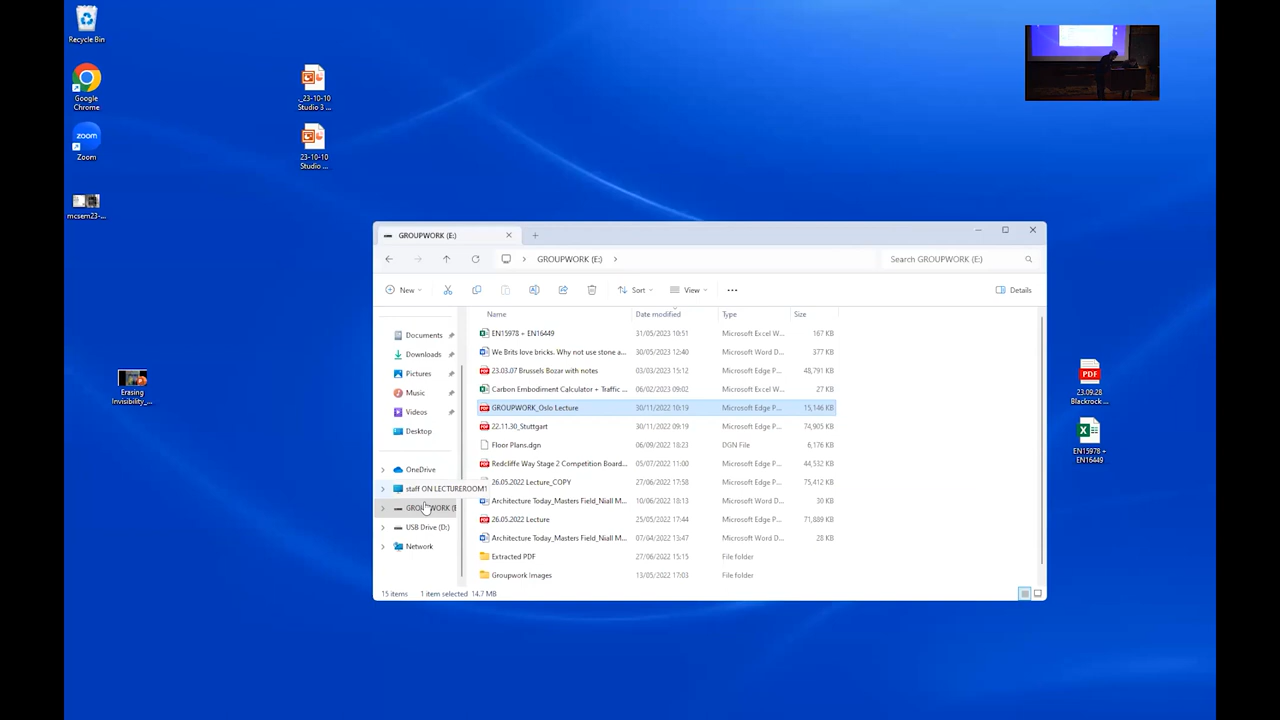 Recycle Bin
Google
Chrome
zoom
Zoom
mcsem23-...
._23-10-10
Studio 3 ...
23-10-10
Studio ...
Erasing
Invisibility_...
PDF
23.09.28
Blackrock ...
EN15978 +
EN16449
GROUPWORK (E:)
GROUPWORK (E:)
Search GROUPWORK (E:)
New
Sort
View
Details
Name Date modified Type Size
Documents
Downloads
Pictures
Music
Videos
Desktop
OneDrive
staff ON LECTUREROOM1
GROUPWORK (E
USB Drive (D:)
Network
EN15978 + EN16449 31/05/2023 10:51 Microsoft Excel W... 167 KB
We Brits love bricks. Why not use stone a... 30/05/2023 12:40 Microsoft Word D... 377 KB
23.03.07 Brussels Bozar with notes 03/03/2023 15:12 Microsoft Edge P... 48,791 KB
Carbon Embodiment Calculator + Traffic ... 06/02/2023 09:02 Microsoft Excel W... 27 KB
GROUPWORK_Oslo Lecture 30/11/2022 10:19 Microsoft Edge P... 15,146 KB
22.11.30_Stuttgart 30/11/2022 09:19 Microsoft Edge P... 74,905 KB
Floor Plans.dgn 06/09/2022 18:23 DGN File 6,176 KB
Redcliffe Way Stage 2 Competition Board... 05/07/2022 11:00 Microsoft Edge P... 44,532 KB
26.05.2022 Lecture_COPY 27/06/2022 17:58 Microsoft Edge P... 75,412 KB
Architecture Today_Masters Field_Niall M... 10/06/2022 18:13 Microsoft Word D... 30 KB
26.05.2022 Lecture 25/05/2022 17:44 Microsoft Edge P... 71,889 KB
Architecture Today_Masters Field_Niall M... 07/04/2022 13:47 Microsoft Word D... 28 KB
Extracted PDF 27/06/2022 15:15 File folder
Groupwork Images 13/05/2022 17:03 File folder
15 items 1 item selected 14.7 MB